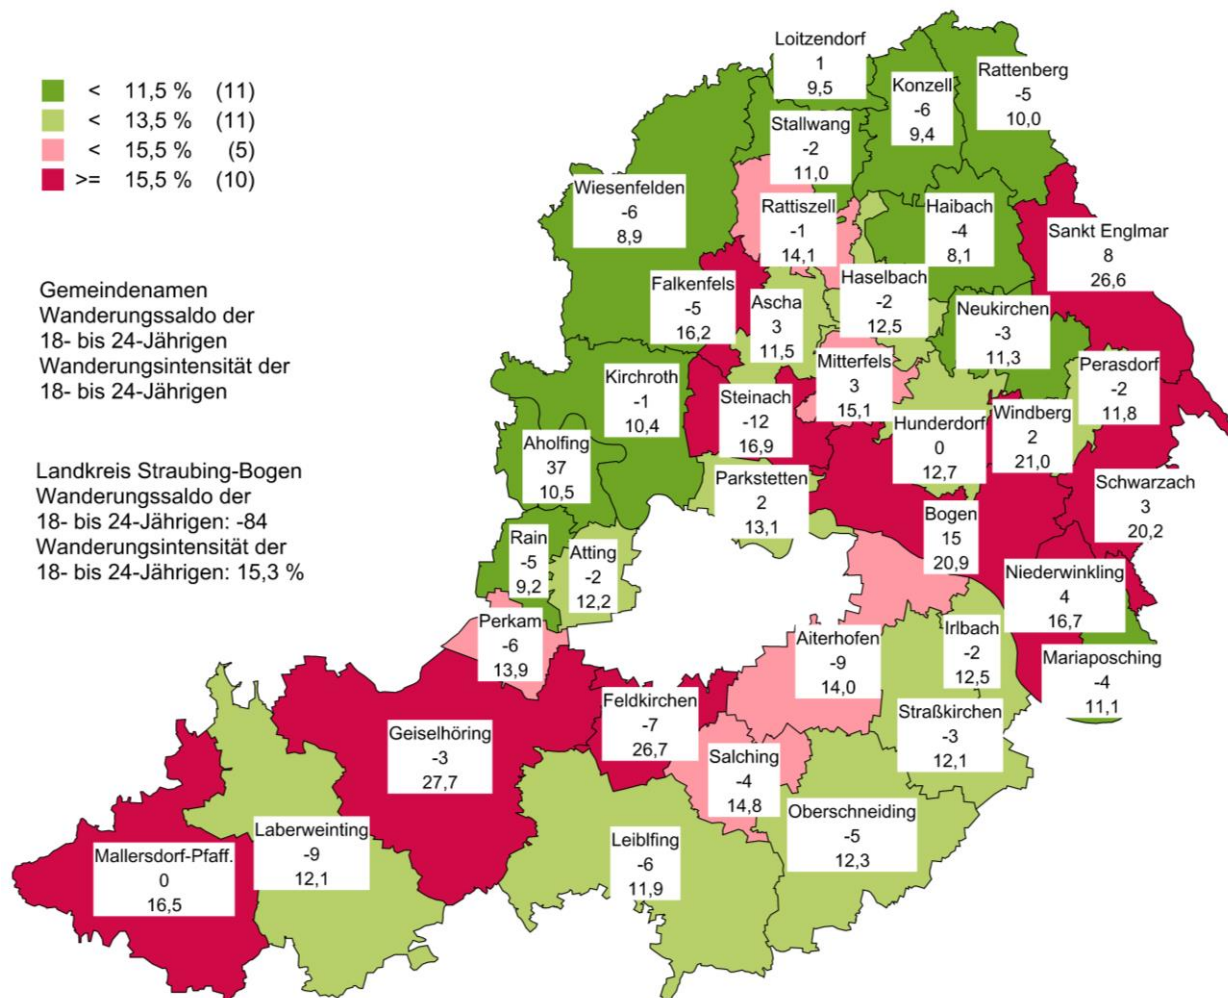 < 11,5 % (11)
< 13,5 % (11)
< 15,5 % (5)
>= 15,5 % (10)
Gemeindenamen
Wanderungssaldo der
18- bis 24-Jährigen
Wanderungsintensität der
18- bis 24-Jährigen
Landkreis Straubing-Bogen
Wanderungssaldo der
18- bis 24-Jährigen: -84
Wanderungsintensität der
18- bis 24-Jährigen: 15,3 %
Loitzendorf
1
9,5
Konzell
-6
9,4
Rattenberg
-5
10,0
Stallwang
-2
11,0
Wiesenfelden
-6
8,9
Rattiszell
-1
14,1
Haibach
-4
8,1
Sankt Englmar
8
26,6
Falkenfels
-5
16,2
Ascha
3
11,5
Haselbach
-2
12,5
Neukirchen
-3
11,3
Perasdorf
-2
11,8
Kirchroth
-1
10,4
Steinach
-12
16,9
Mitterfels
3
15,1
Hunderdorf
0
12,7
Windberg
2
21,0
Aholfing
37
10,5
Parkstetten
2
13,1
Schwarzach
3
20,2
Bogen
15
20,9
Rain
-5
9,2
Atting
-2
12,2
Niederwinkling
4
16,7
Perkam
-6
13,9
Aiterhofen
-9
14,0
Irlbach
-2
12,5
Mariaposching
-4
11,1
Geiselhöring
-3
27,7
Feldkirchen
-7
26,7
Straßkirchen
-3
12,1
Salching
-4
14,8
Oberschneiding
-5
12,3
Mallersdorf-Pfaff.
0
16,5
Laberweinting
-9
12,1
Leiblfing
-6
11,9